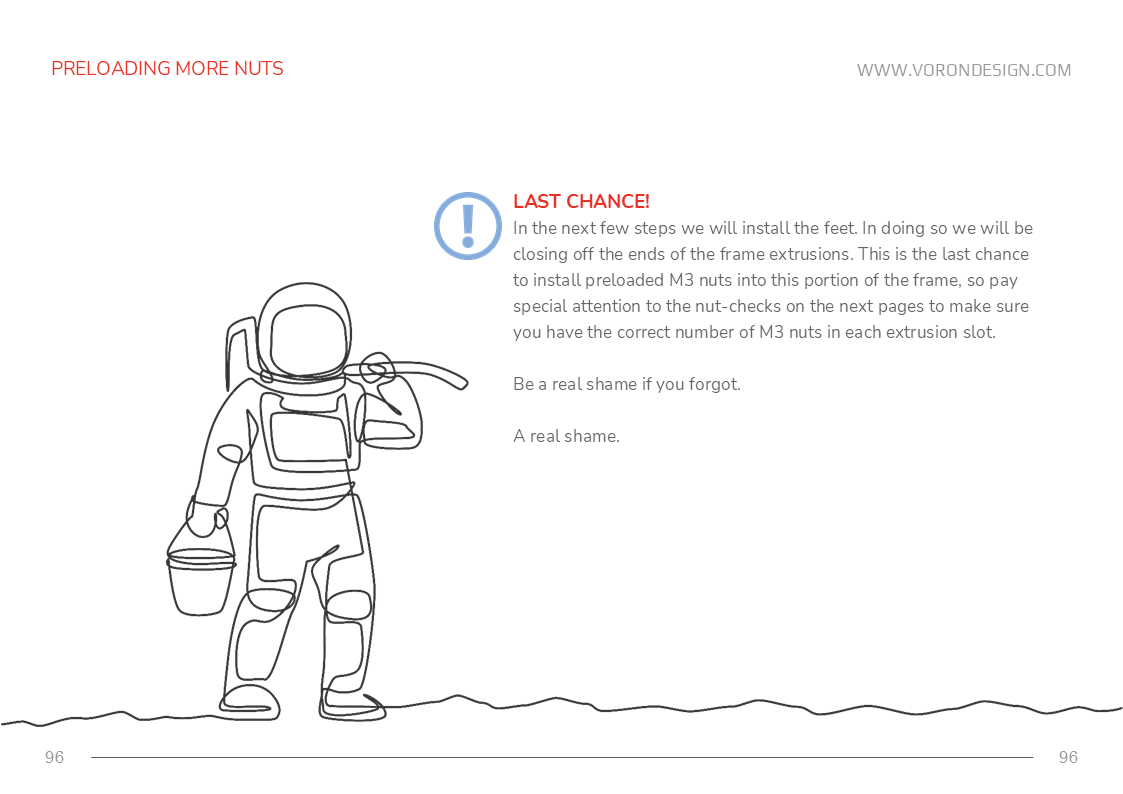 PRELOADING MORE NUTS
WWW.VORONDESIGN.COM
LAST CHANCE!
In the next few steps we will install the feet. In doing so we will be
closing off the ends of the frame extrusions. This is the last chance
to install preloaded M3 nuts into this portion of the frame, so pay
special attention to the nut-checks on the next pages to make sure
you have the correct number of M3 nuts in each extrusion slot.
Be a real shame if you forgot.
A real shame.
96
96